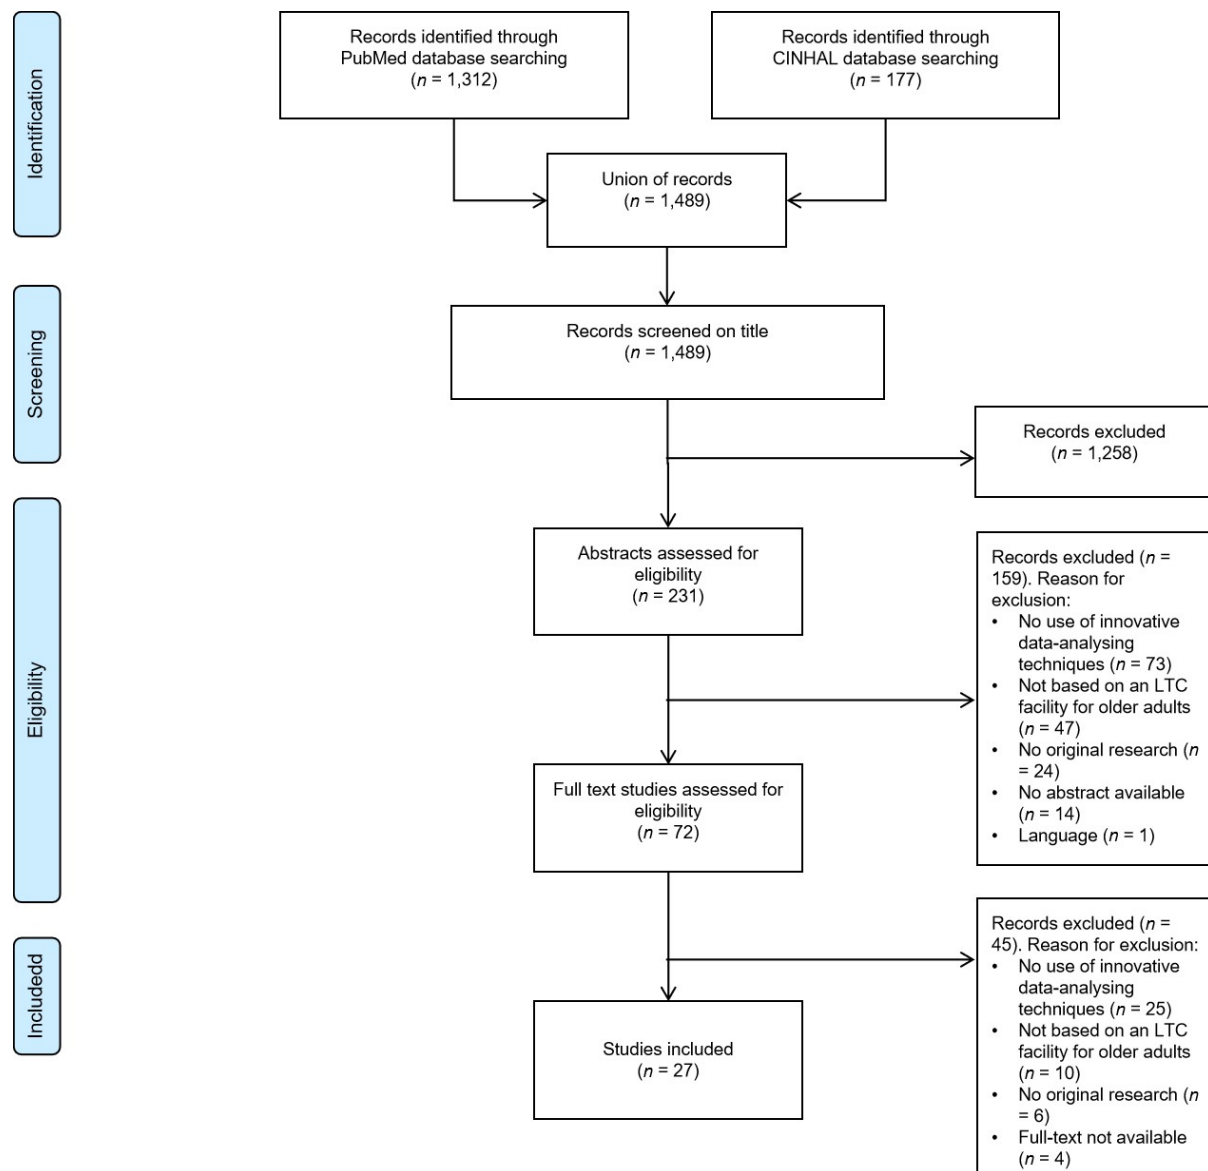 Identification
Records identified through
PubMed database searching
(n = 1,312)
Records identified through
CINHAL database searching
(n = 177)
Union of records
(n = 1,489)
Screening
Records screened on title
(n = 1,489)
Records excluded
(n = 1,258)
Eligibility
Abstracts assessed for
eligibility
(n = 231)
Records excluded (n =
159). Reason for
exclusion:
• No use of innovative
data-analysing
techniques (n = 73)
• Not based on an LTC
facility for older adults
(n = 47)
• No original research (n
= 24)
• No abstract available
(n = 14)
• Language (n = 1)
Full text studies assessed for
eligibility
(n = 72)
Records excluded (n =
45). Reason for exclusion:
• No use of innovative
data-analysing
techniques (n = 25)
• Not based on an LTC
facility for older adults
(n = 10)
• No original research (n
= 6)
• Full-text not available
(n = 4)
Includedd
Studies included
(n = 27)